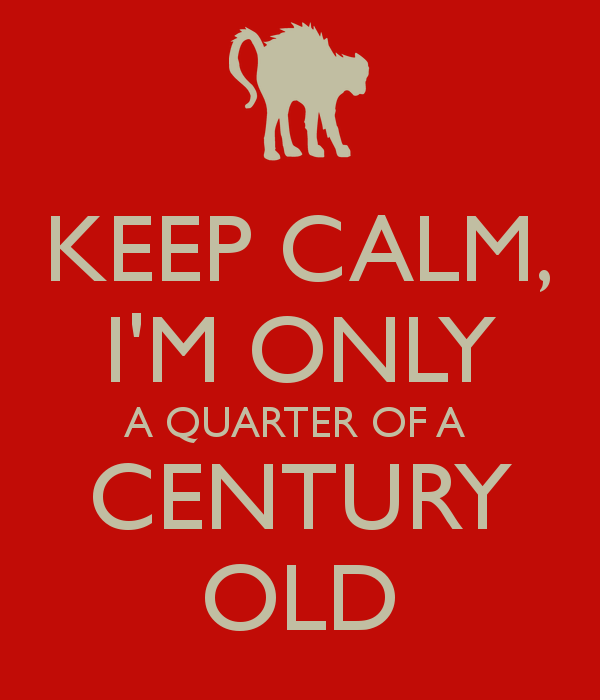 KEEP CALM,
I'M ONLY
A QUARTER OF A
CENTURY
OLD